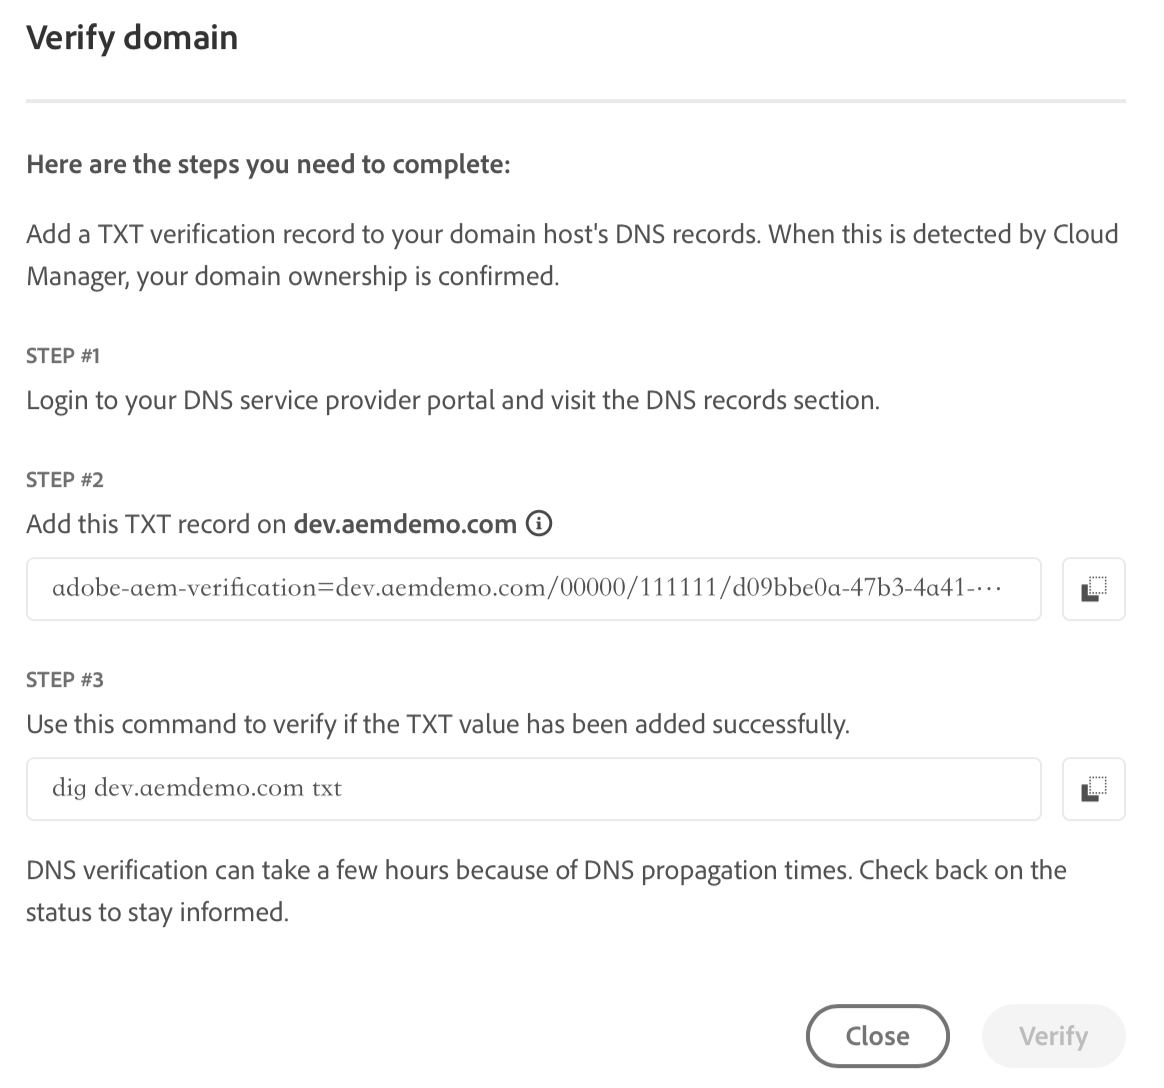 Verify domain
Here are the steps you need to complete:
Add a TXT verification record to your domain host's DNS records. When this is detected by Cloud
Manager, your domain ownership is confirmed.
STEP #1
Login to your DNS service provider portal and visit the DNS records section.
STEP #2
Add this TXT record on dev.aemdemo.com
adobe-aem-verification=dev.aemdemo.com/00000/111111/d09bbe0a-47b3-4a41-···
STEP #3
Use this command to verify if the TXT value has been added successfully.
dig dev.aemdemo.com txt
DNS verification can take a few hours because of DNS propagation times. Check back on the
status to stay informed.
Close
Verify